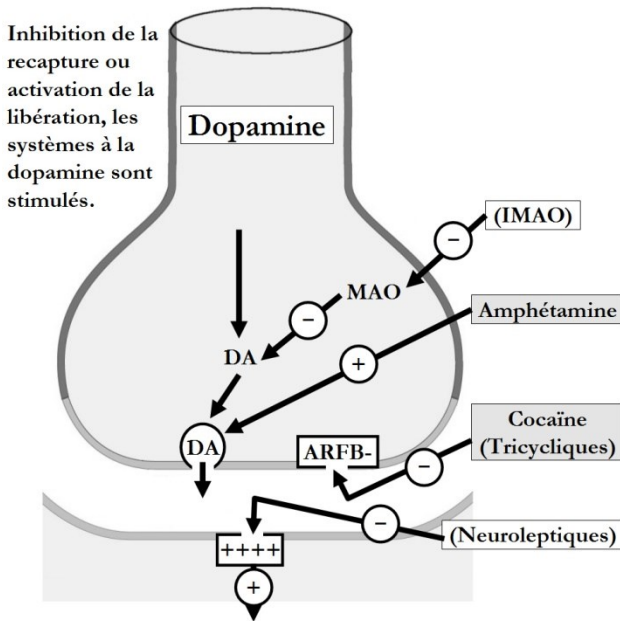 Inhibition de la
recapture ou
activation de la
libération, les
systèmes à la
dopamine sont
stimulés.
Dopamine
(IMAO)
−
MAO
−
Amphétamine
DA
+
Cocaïne
(Tricycliques)
DA
ARFB-
−
(Neuroleptiques)
−
++++
+